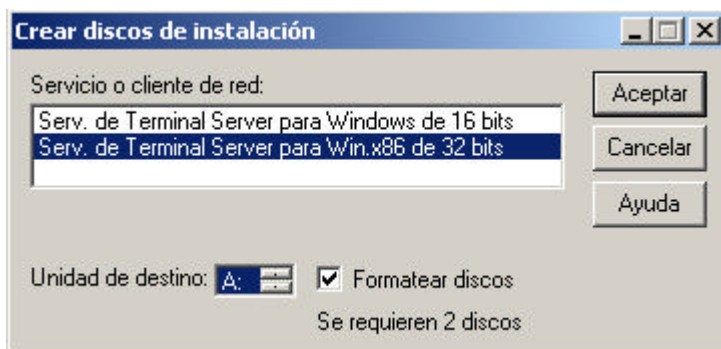 Crear discos de instalación
Servicio o cliente de red:
Serv. de Terminal Server para Windows de 16 bits
Serv. de Terminal Server para Win.x86 de 32 bits
Aceptar
Cancelar
Ayuda
Unidad de destino: A: Formatear discos
Se requieren 2 discos